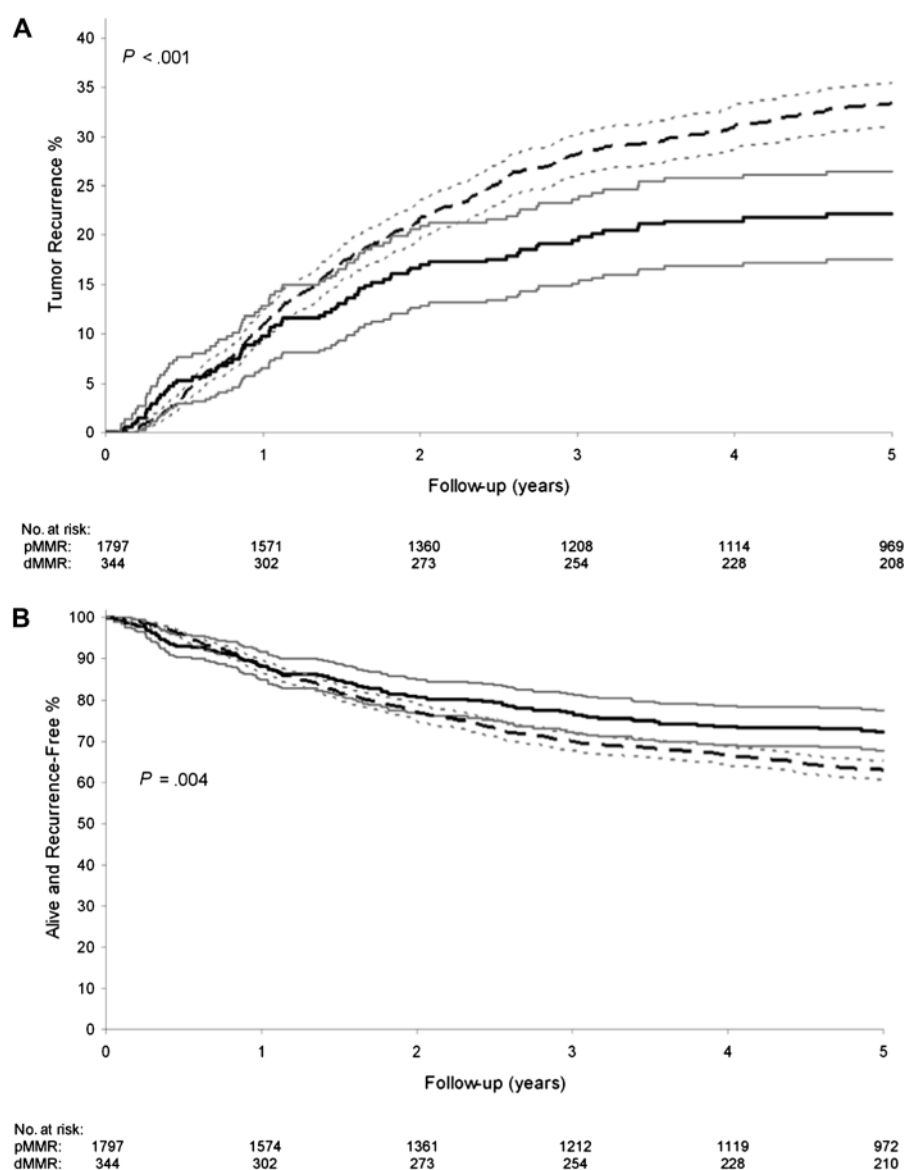 A
P < .001
Tumor Recurrence %
40
35
30
25
20
15
10
5
0
0 1 2 3 4 5
Follow-up (years)
No. at risk:
pMMR: 1797 1571 1360 1208 1114 969
dMMR: 344 302 273 254 228 208
B
P = .004
Alive and Recurrence-Free %
100
90
80
70
60
50
40
30
20
10
0
0 1 2 3 4 5
Follow-up (years)
No. at risk:
pMMR: 1797 1574 1361 1212 1119 972
dMMR: 344 302 273 254 228 210